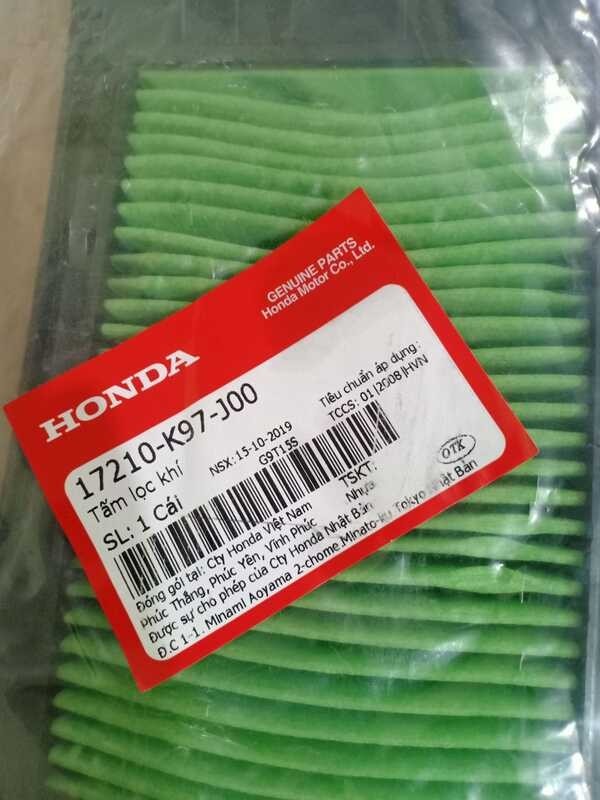 GENUINE PARTS
Honda Motor Co., Ltd.
HONDA
17210-K97-J00
Tấm lọc khí
SL: 1 Cái
NSX:15-10-2019
G9T15S
Tiêu chuẩn áp dụng :
TCCS: 01|2008|HVN
OTK
TSKT:
Nhựa
Đóng gói tại: Cty Honda Việt Nam
Phúc Thắng, Phúc Yên, Vĩnh Phúc
Được sự cho phép của Cty Honda Nhật Bản
Đ.C 1-1, Minami Aoyama 2-chome Minato-ku Tokyo Nhật Bản